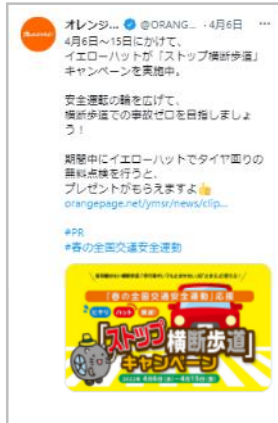 オレンジ... @ORANG... ・4月6日 ...
4月6日～15日にかけて、
イエローハットが「ストップ横断歩道」
キャンペーンを実施中。
安全運転の輪を広げて、
横断歩道での事故ゼロを目指しましょ
う！
期間中にイエローハットでタイヤ回りの
無料点検を行うと、
プレゼントがもらえますよ👍
orangepage.net/ymsr/news/clip...
#PR
#春の全国交通安全運動
「春の全国交通安全運動」応援
ヒヤリ ハット
「ストップ横断歩道」
キャンペーン